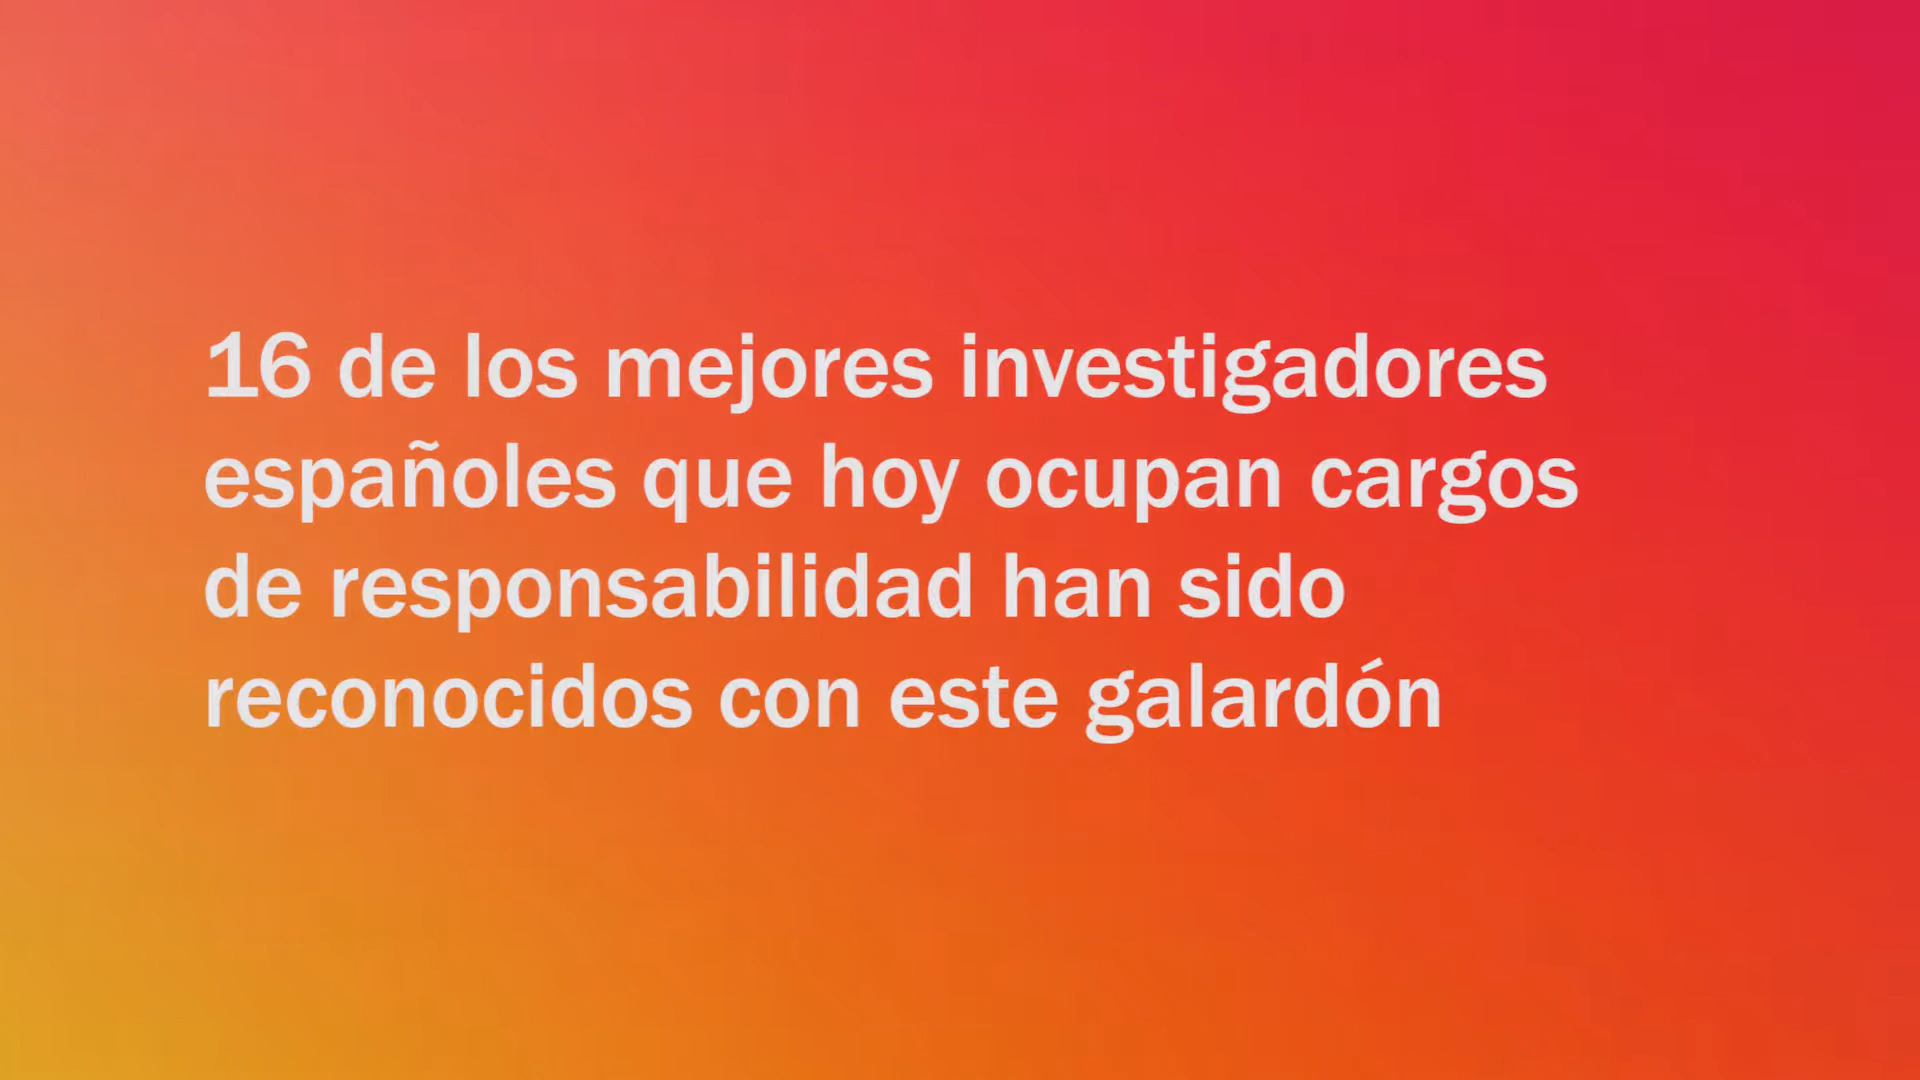 16 de los mejores investigadores
españoles que hoy ocupan cargos
de responsabilidad han sido
reconocidos con este galardón